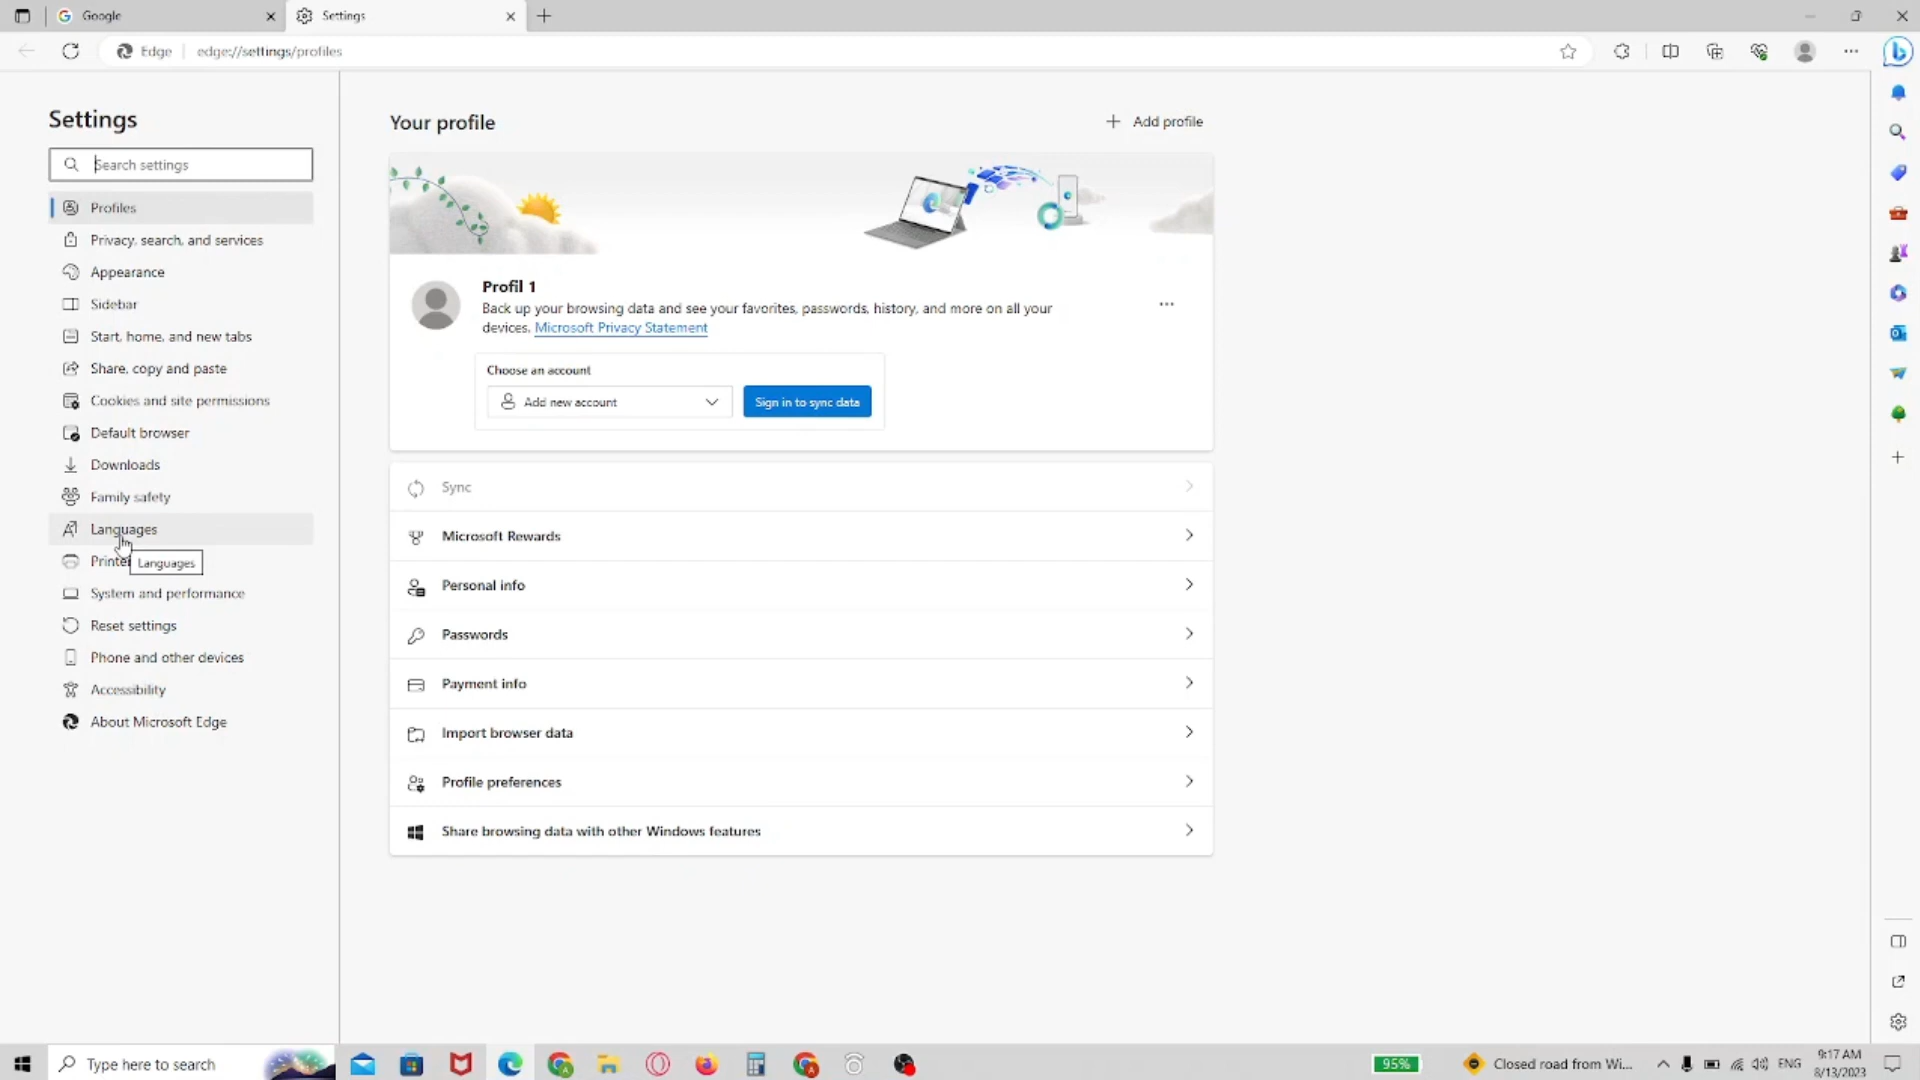 Google
Settings
Edge
edge://settings/profiles
Settings
Search settings
Profiles
Privacy, search, and services
Appearance
Sidebar
Start, home, and new tabs
Share, copy and paste
Cookies and site permissions
Default browser
Downloads
Family safety
Languages
Printe
Languages
System and performance
Reset settings
Phone and other devices
Accessibility
About Microsoft Edge
Your profile
Add profile
Profil 1
Back up your browsing data and see your favorites, passwords, history, and more on all your
devices. Microsoft Privacy Statement
Choose an account
Add new account
Sign in to sync data
Sync
Microsoft Rewards
Personal info
Passwords
Payment info
Import browser data
Profile preferences
Share browsing data with other Windows features
Type here to search
95%
Closed road from Wi...
ENG
9:17 AM
8/13/2023